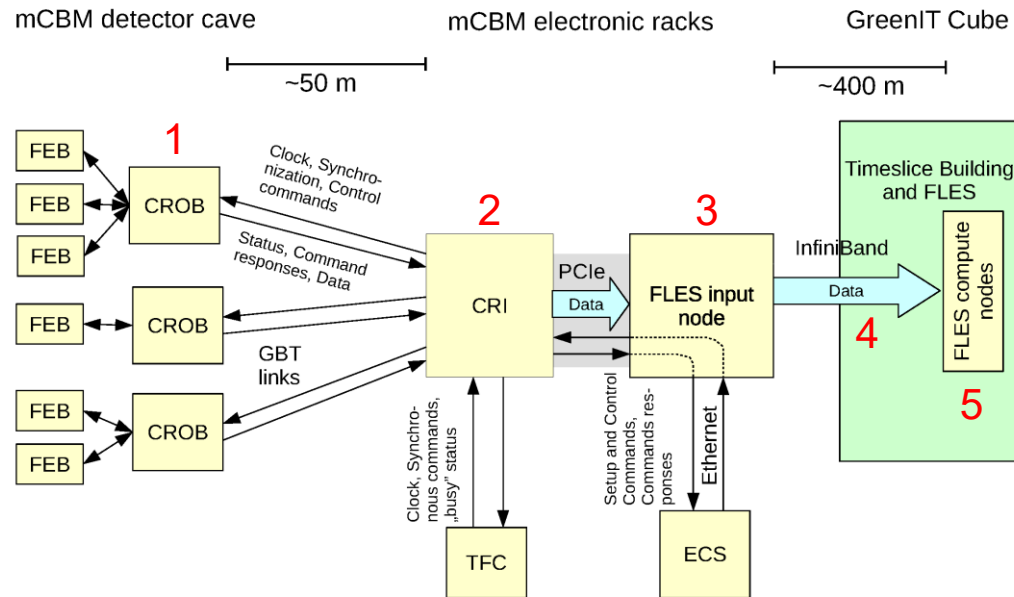 mCBM detector cave
mCBM electronic racks
GreenIT Cube
~50 m
~400 m
1
FEB
FEB
FEB
CROB
Clock, Synchro-
nization, Control
commands
Status, Command
responses, Data
FEB
CROB
GBT
links
FEB
FEB
CROB
2
CRI
PCIe
Data
3
FLES input
node
InfiniBand
Data
4
Timeslice Building
and FLES
FLES compute
nodes
5
Clock, Synchro-
nous commands,
„busy” status
TFC
Setup and Control
Commands,
Commands res-
ponses
Ethernet
ECS